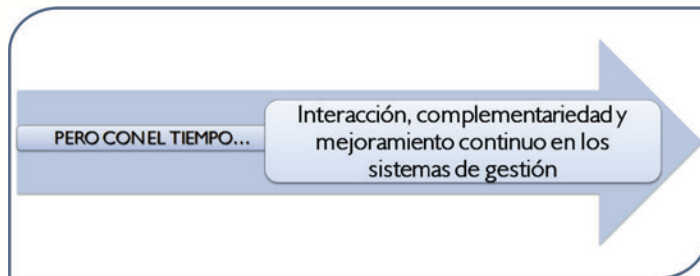 PERO CON EL TIEMPO...
Interacción, complementariedad y
mejoramiento continuo en los
sistemas de gestión